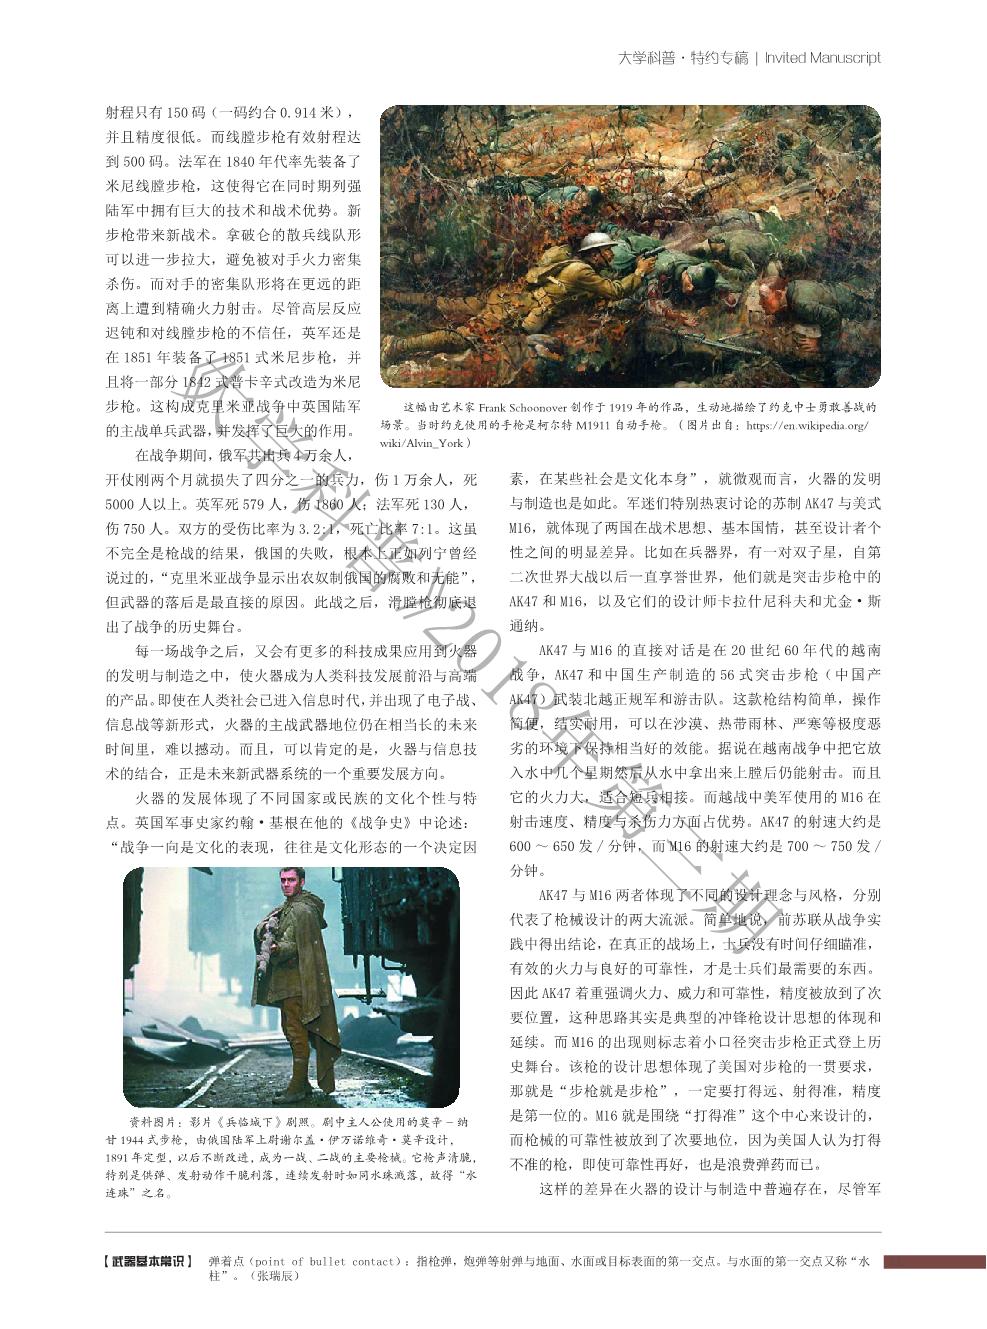 大学科普·特约专稿 | Invited Manuscript
射程只有 150 码（一码约合 0.914 米），
并且精度很低。而线膛步枪有效射程达
到 500 码。法军在 1840 年代率先装备了
米尼线膛步枪，这使得它在同时期列强
陆军中拥有巨大的技术和战术优势。新
步枪带来新战术。拿破仑的散兵线队形
可以进一步拉大，避免被对手火力密集
杀伤。而对手的密集队形将在更远的距
离上遭到精确火力射击。尽管高层反应
迟钝和对线膛步枪的不信任，英军还是
在 1851 年装备了 1851 式米尼步枪，并
且将一部分 1842 式普卡辛式改造为米尼
步枪。这构成克里米亚战争中英国陆军
的主战单兵武器，并发挥了巨大的作用。
在战争期间，俄军共出兵 4 万余人，
开仗刚两个月就损失了四分之一的兵力，伤 1 万余人，死
5000 人以上。英军死 579 人，伤 1860 人；法军死 130 人，
伤 750 人。双方的受伤比率为 3.2:1，死亡比率 7:1。这虽
不完全是枪战的结果，俄国的失败，根本上正如列宁曾经
说过的，“克里米亚战争显示出农奴制俄国的腐败和无能”，
但武器的落后是最直接的原因。此战之后，滑膛枪彻底退
出了战争的历史舞台。
每一场战争之后，又会有更多的科技成果应用到火器
的发明与制造之中，使火器成为人类科技发展前沿与高端
的产品。即使在人类社会已进入信息时代，并出现了电子战、
信息战等新形式，火器的主战武器地位仍在相当长的未来
时间里，难以撼动。而且，可以肯定的是，火器与信息技
术的结合，正是未来新武器系统的一个重要发展方向。
火器的发展体现了不同国家或民族的文化个性与特
点。英国军事史家约翰·基根在他的《战争史》中论述：
“战争一向是文化的表现，往往是文化形态的一个决定因
资料图片：影片《兵临城下》剧照。剧中主人公使用的莫辛－纳
甘 1944 式步枪，由俄国陆军上尉谢尔盖·伊万诺维奇·莫辛设计，
1891 年定型，以后不断改进，成为一战、二战的主要枪械。它枪声清脆，
特别是供弹、发射动作干脆利落，连续发射时如同水珠溅落，故得“水
连珠”之名。
这幅由艺术家 Frank Schoonover 创作于 1919 年的作品，生动地描绘了约克中士勇敢善战的
场景。当时约克使用的手枪是柯尔特 M1911 自动手枪。（图片出自：https://en.wikipedia.org/
wiki/Alvin_York）
素，在某些社会是文化本身”，就微观而言，火器的发明
与制造也是如此。军迷们特别热衷讨论的苏制 AK47 与美式
M16，就体现了两国在战术思想、基本国情，甚至设计者个
性之间的明显差异。比如在兵器界，有一对双子星，自第
二次世界大战以后一直享誉世界，他们就是突击步枪中的
AK47 和 M16，以及它们的设计师卡拉什尼科夫和尤金·斯
通纳。
AK47 与 M16 的直接对话是在 20 世纪 60 年代的越南
战争，AK47 和中国生产制造的 56 式突击步枪（中国产
AK47）武装北越正规军和游击队。这款枪结构简单，操作
简便，结实耐用，可以在沙漠、热带雨林、严寒等极度恶
劣的环境下保持相当好的效能。据说在越南战争中把它放
入水中几个星期然后从水中拿出来上膛后仍能射击。而且
它的火力大，适合短兵相接。而越战中美军使用的 M16 在
射击速度、精度与杀伤力方面占优势。AK47 的射速大约是
600 ～ 650 发 / 分钟，而 M16 的射速大约是 700 ～ 750 发 /
分钟。
AK47 与 M16 两者体现了不同的设计理念与风格，分别
代表了枪械设计的两大流派。简单地说，前苏联从战争实
践中得出结论，在真正的战场上，士兵没有时间仔细瞄准，
有效的火力与良好的可靠性，才是士兵们最需要的东西。
因此 AK47 着重强调火力、威力和可靠性，精度被放到了次
要位置，这种思路其实是典型的冲锋枪设计思想的体现和
延续。而 M16 的出现则标志着小口径突击步枪正式登上历
史舞台。该枪的设计思想体现了美国对步枪的一贯要求，
那就是“步枪就是步枪”，一定要打得远、射得准，精度
是第一位的。M16 就是围绕“打得准”这个中心来设计的，
而枪械的可靠性被放到了次要地位，因为美国人认为打得
不准的枪，即使可靠性再好，也是浪费弹药而已。
这样的差异在火器的设计与制造中普遍存在，尽管军
【武器基本常识】 弹着点（point of bullet contact）：指枪弹，炮弹等射弹与地面、水面或目标表面的第一交点。与水面的第一交点又称“水
柱”。（张瑞辰）
《大学科普》2018年第二期